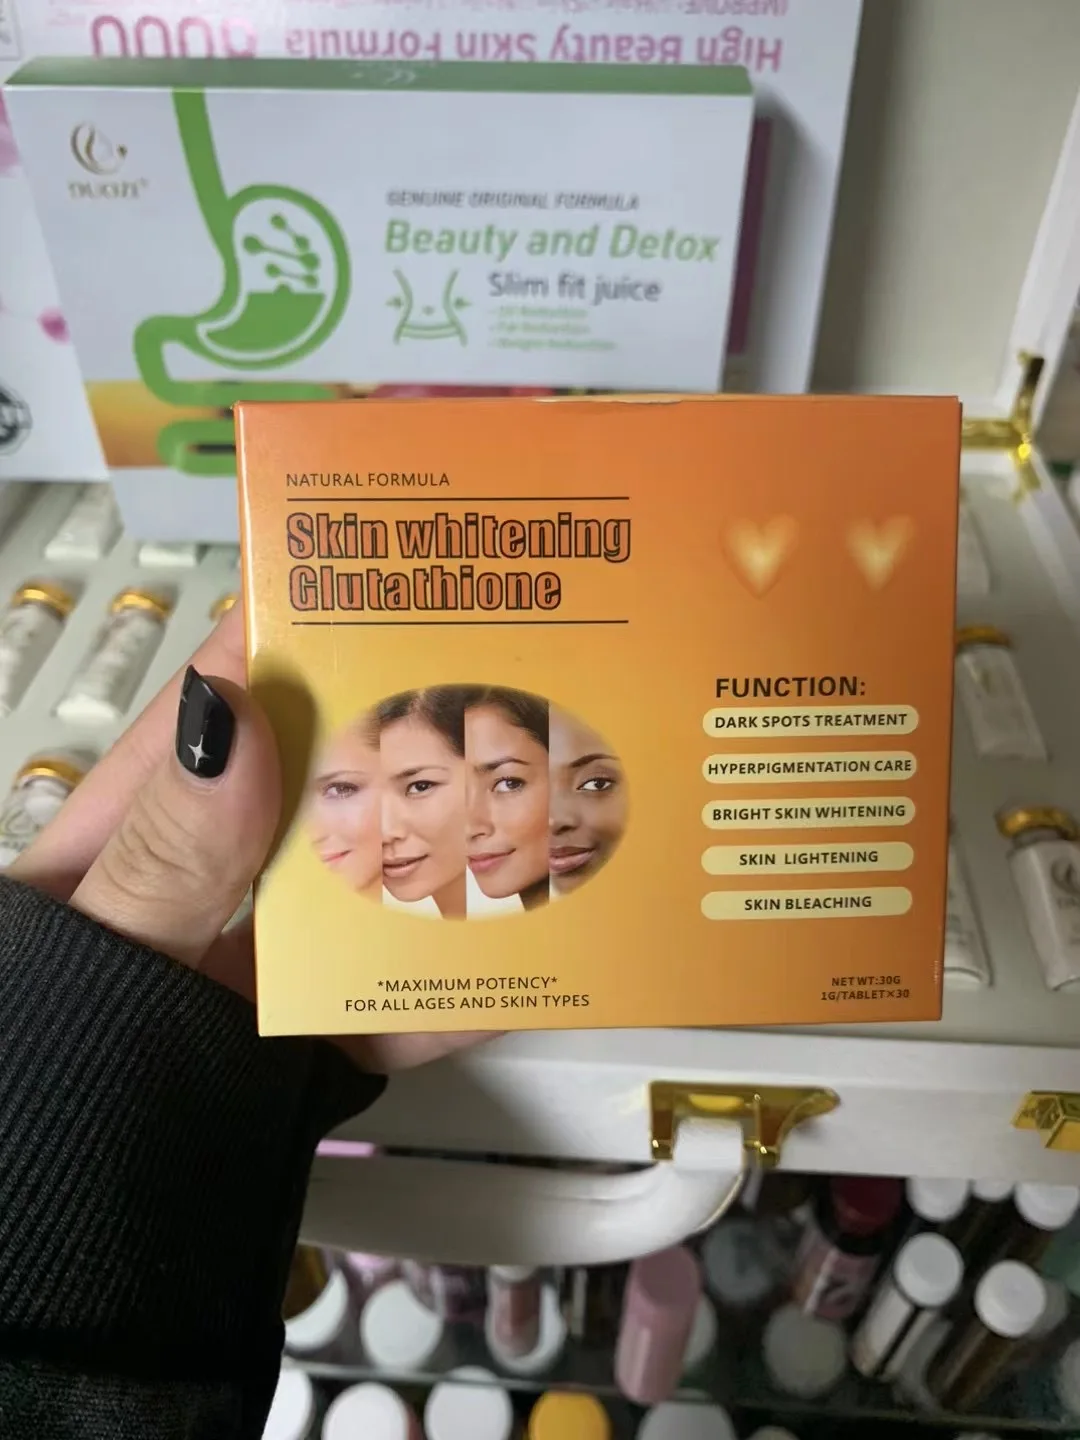 High Beauty Skin Formula 8000
NUOZI
GENUINE ORIGINAL FORMULA
Beauty and Detox
Slim fit juice
NATURAL FORMULA
Skin whitening
Glutathione
FUNCTION:
DARK SPOTS TREATMENT
HYPERPIGMENTATION CARE
BRIGHT SKIN WHITENING
SKIN LIGHTENING
SKIN BLEACHING
*MAXIMUM POTENCY*
FOR ALL AGES AND SKIN TYPES
NET WT:30G
1G/TABLET×30